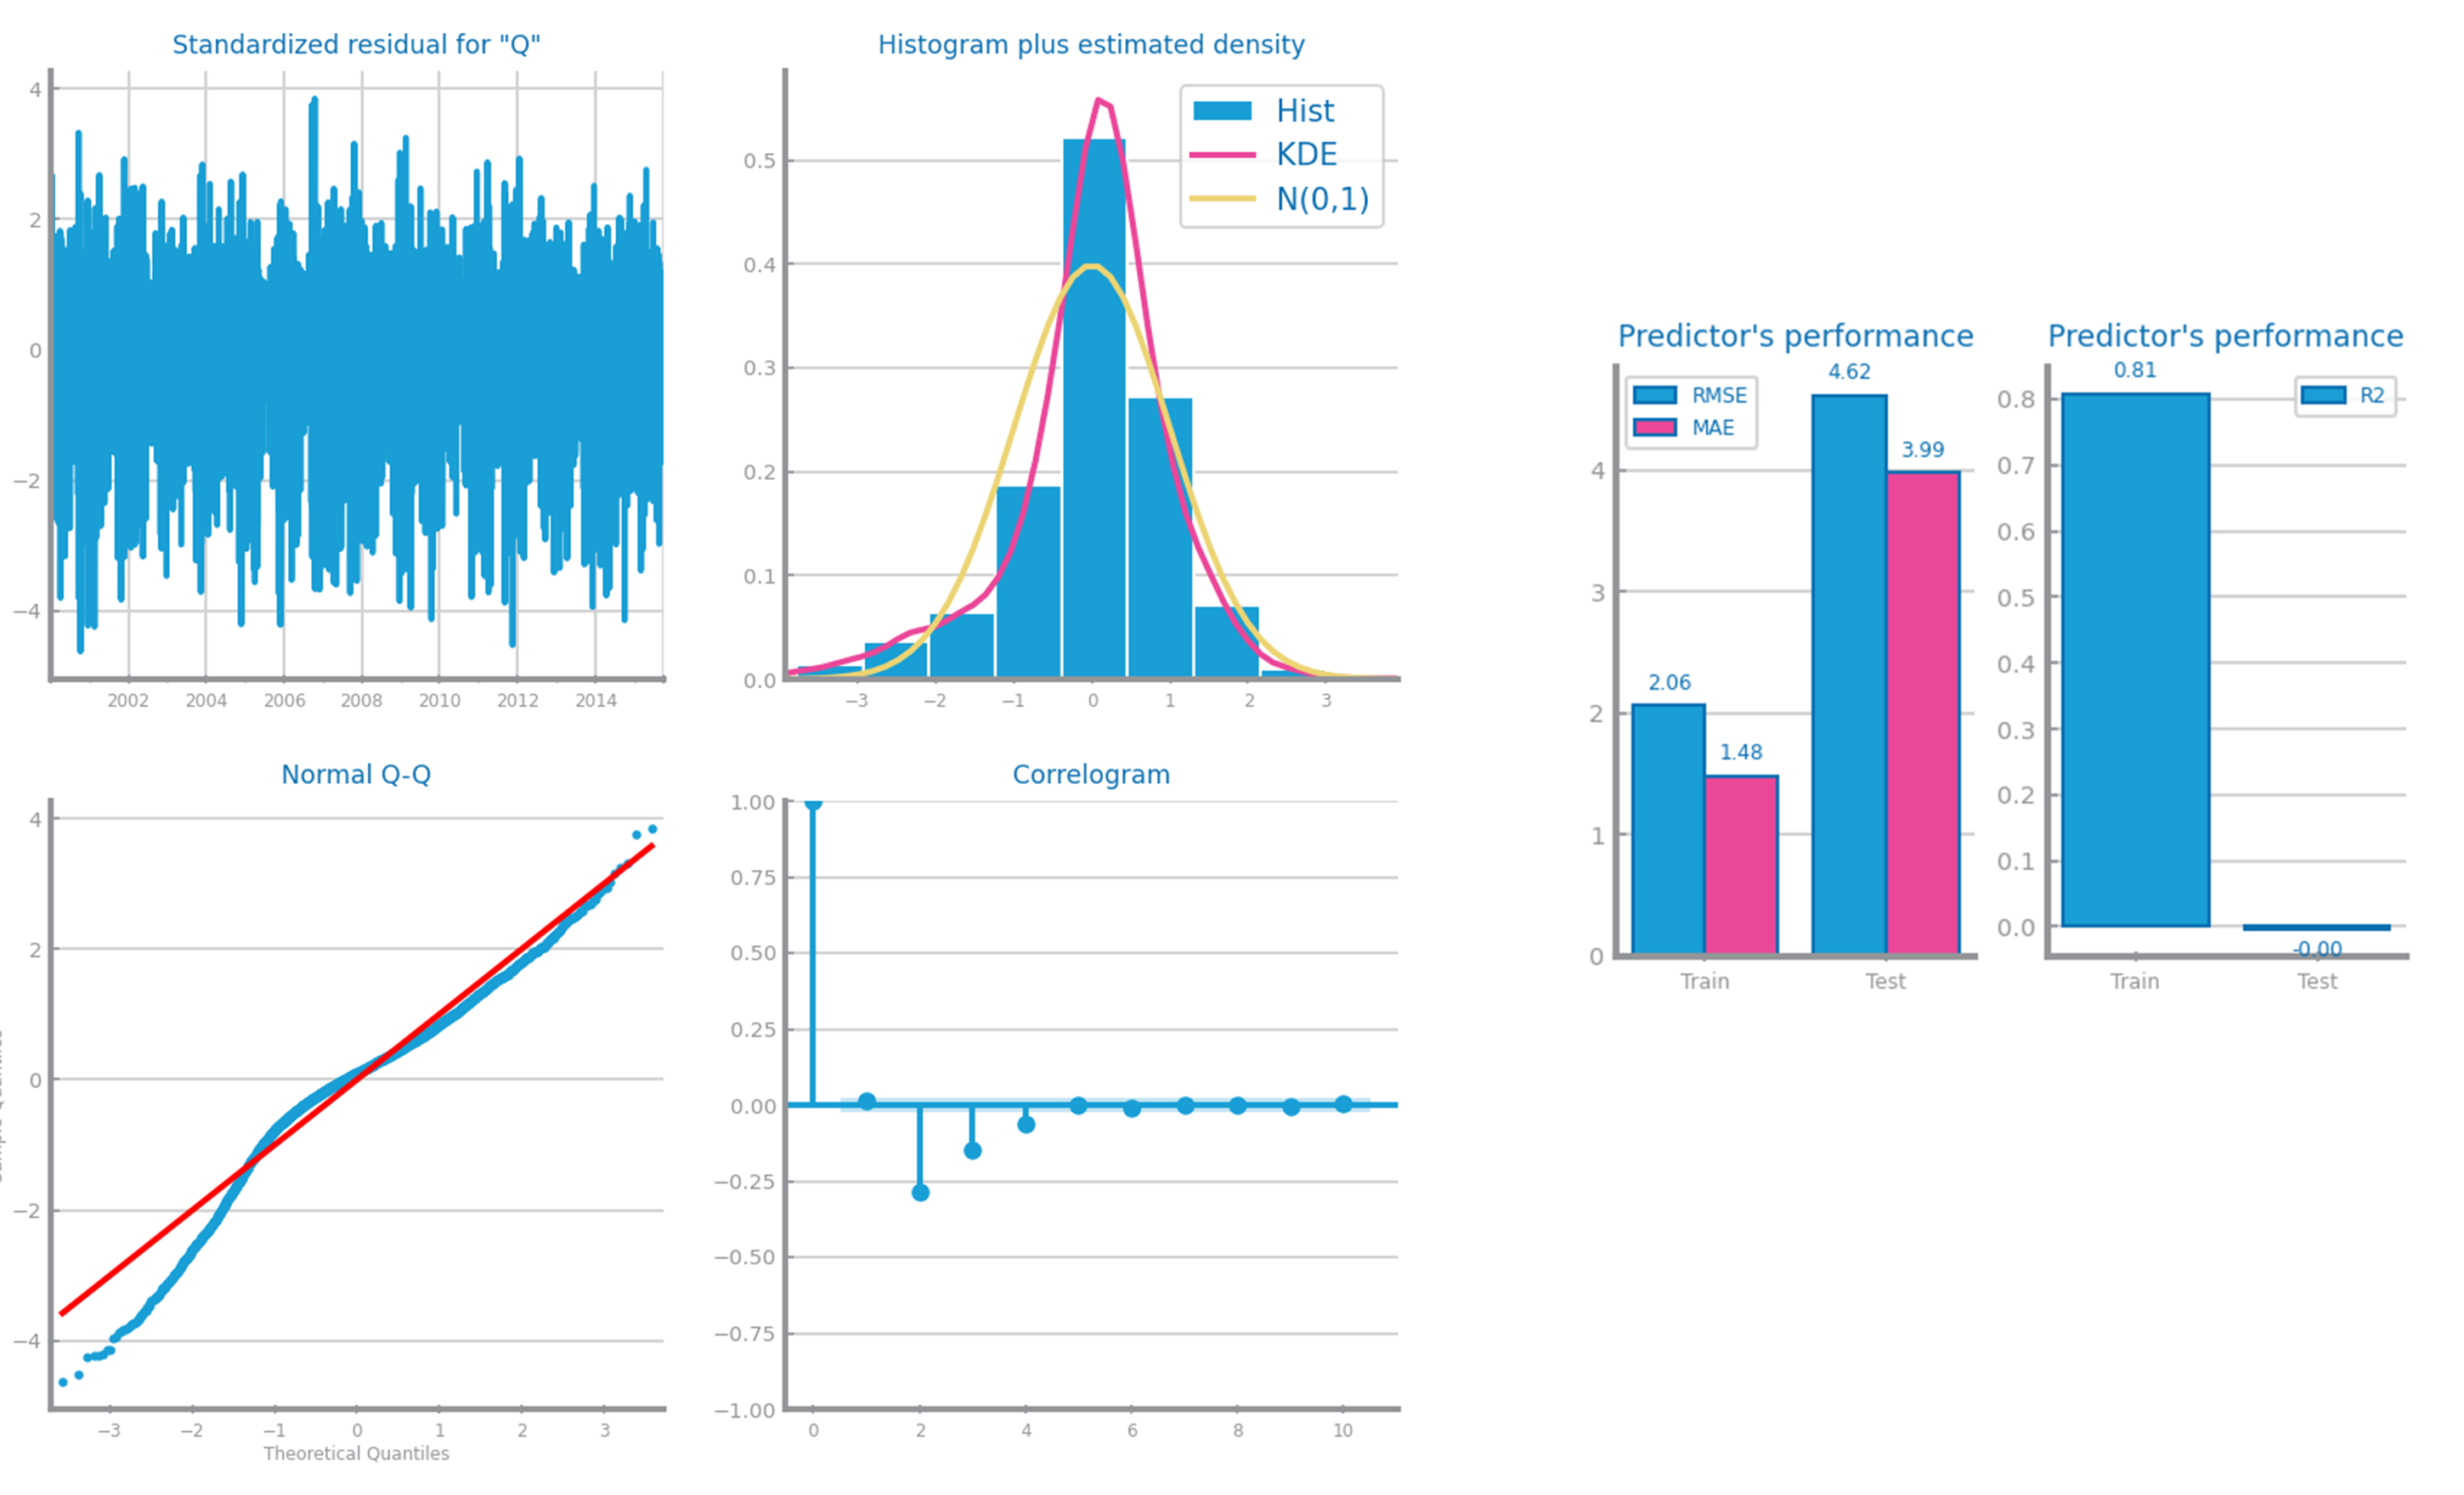 Standardized residual for "Q"
4
2
0
−2
−4
2002 2004 2006 2008 2010 2012 2014
Histogram plus estimated density
Hist
KDE
N(0,1)
0.5
0.4
0.3
0.2
0.1
0.0
−3 −2 −1 0 1 2 3
Normal Q-Q
4
2
0
−2
−4
−3 −2 −1 0 1 2 3
Theoretical Quantiles
Correlogram
1.00
0.75
0.50
0.25
0.00
−0.25
−0.50
−0.75
−1.00
0 2 4 6 8 10
Predictor's performance
RMSE
MAE
4.62
3.99
2.06
1.48
4
3
2
1
0
Train Test
Predictor's performance
0.81
R2
0.8
0.7
0.6
0.5
0.4
0.3
0.2
0.1
0.0
-0.00
Train Test